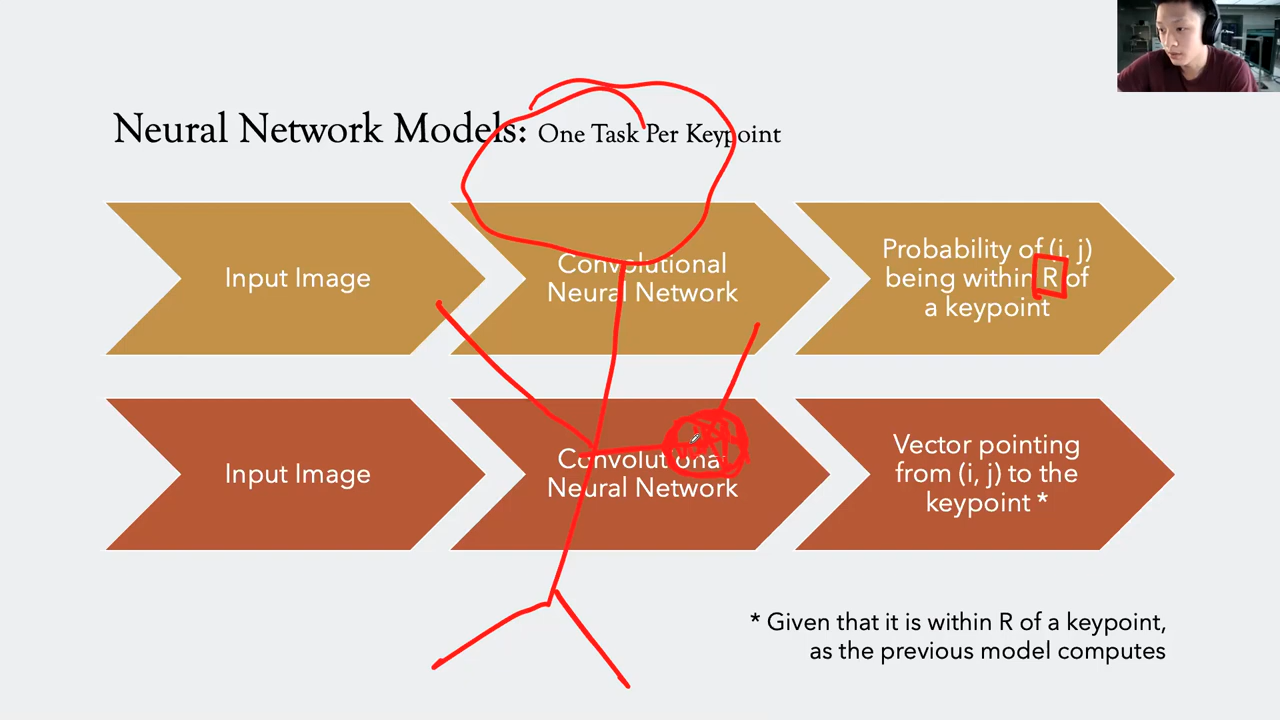 Neural Network Models: One Task Per Keypoint
Input Image
Convolutional
Neural Network
Probability of (i, j)
being within R of
a keypoint
Input Image
Convolutional
Neural Network
Vector pointing
from (i, j) to the
keypoint *
* Given that it is within R of a keypoint,
as the previous model computes